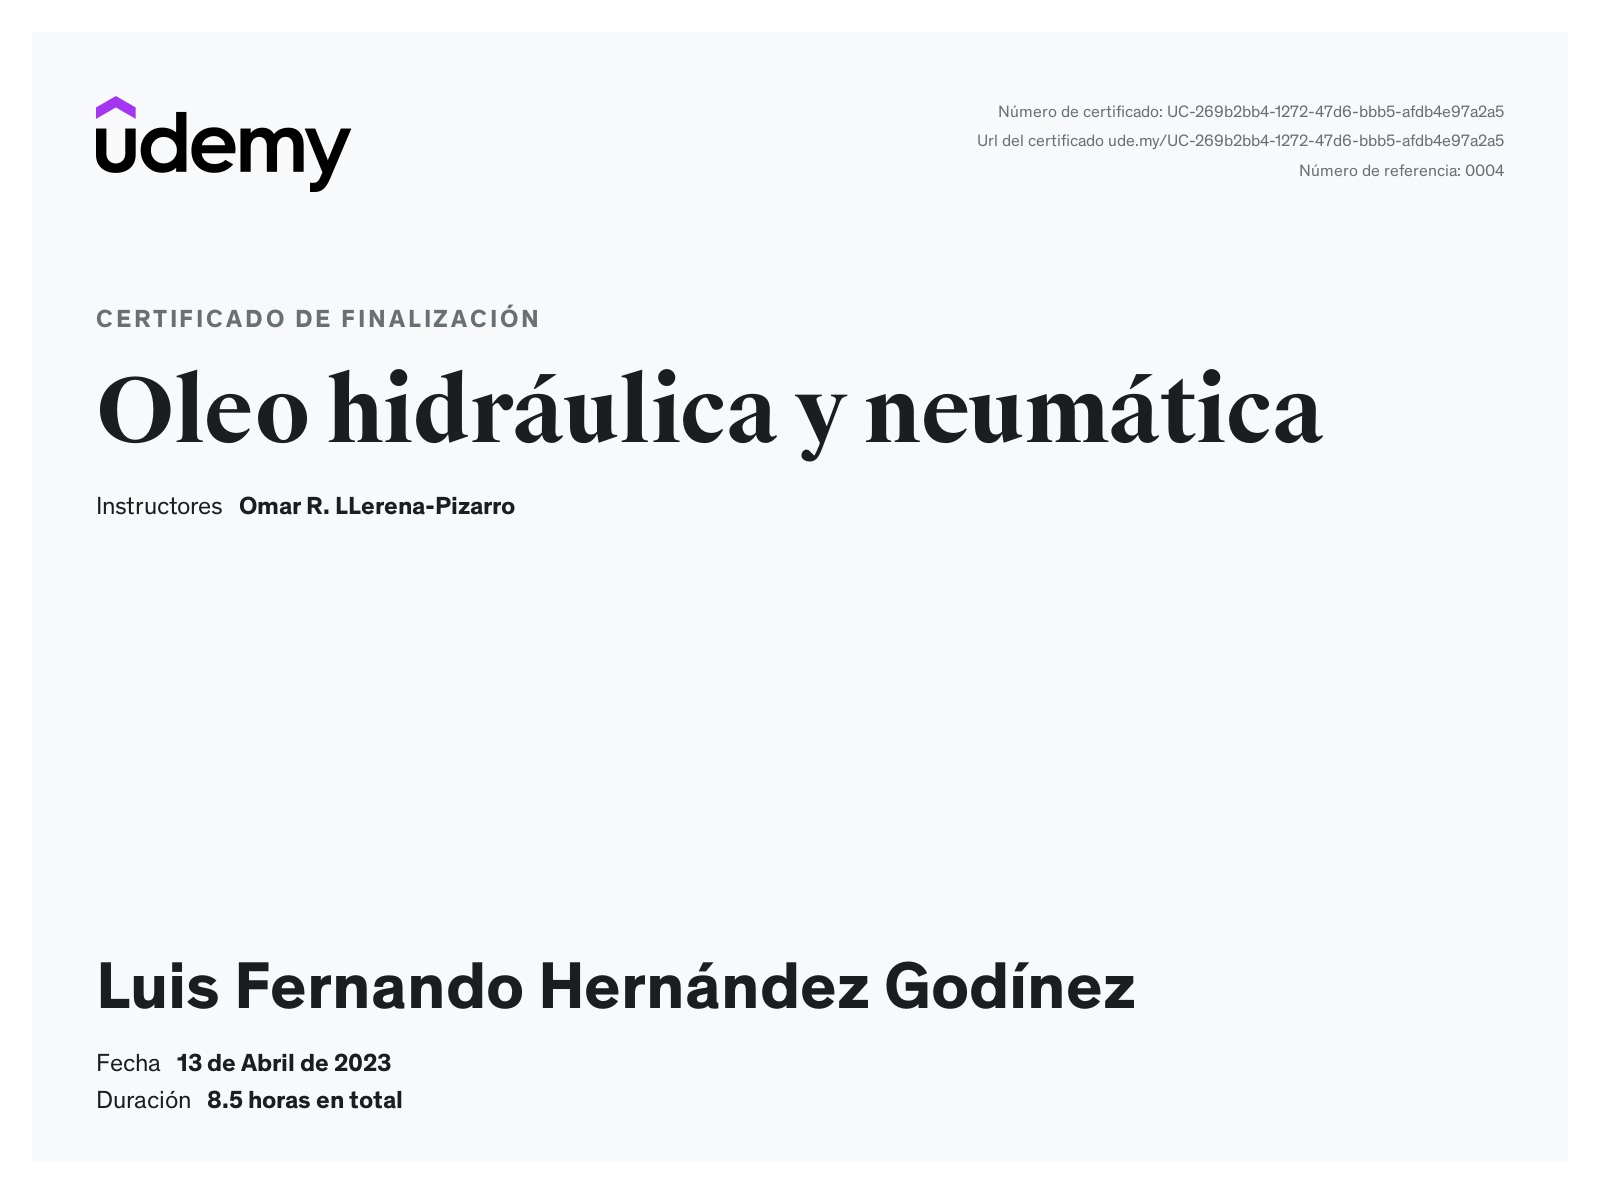 udemy
Número de certificado: UC-269b2bb4-1272-47d6-bbb5-afdb4e97a2a5
Url del certificado ude.my/UC-269b2bb4-1272-47d6-bbb5-afdb4e97a2a5
Número de referencia: 0004
CERTIFICADO DE FINALIZACIÓN
Oleo hidráulica y neumática
Instructores Omar R. LLerena-Pizarro
Luis Fernando Hernández Godínez
Fecha 13 de Abril de 2023
Duración 8.5 horas en total